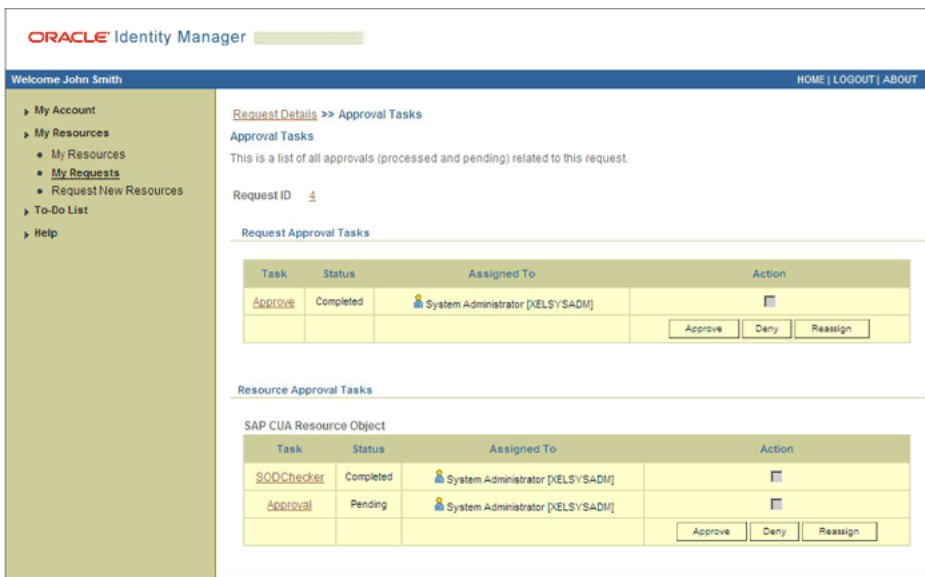 ORACLE Identity Manager
Welcome John Smith
HOME | LOGOUT | ABOUT
My Account
My Resources
My Resources
My Requests
Request New Resources
To-Do List
Help
Request Details >> Approval Tasks
Approval Tasks
This is a list of all approvals (processed and pending) related to this request.
Request ID 4
Request Approval Tasks
Task Status Assigned To Action
Approve Completed System Administrator [XELSYSADM]
Approve Deny Reassign
Resource Approval Tasks
SAP CUA Resource Object
Task Status Assigned To Action
SODChecker Completed System Administrator [XELSYSADM]
Approval Pending System Administrator [XELSYSADM]
Approve Deny Reassign